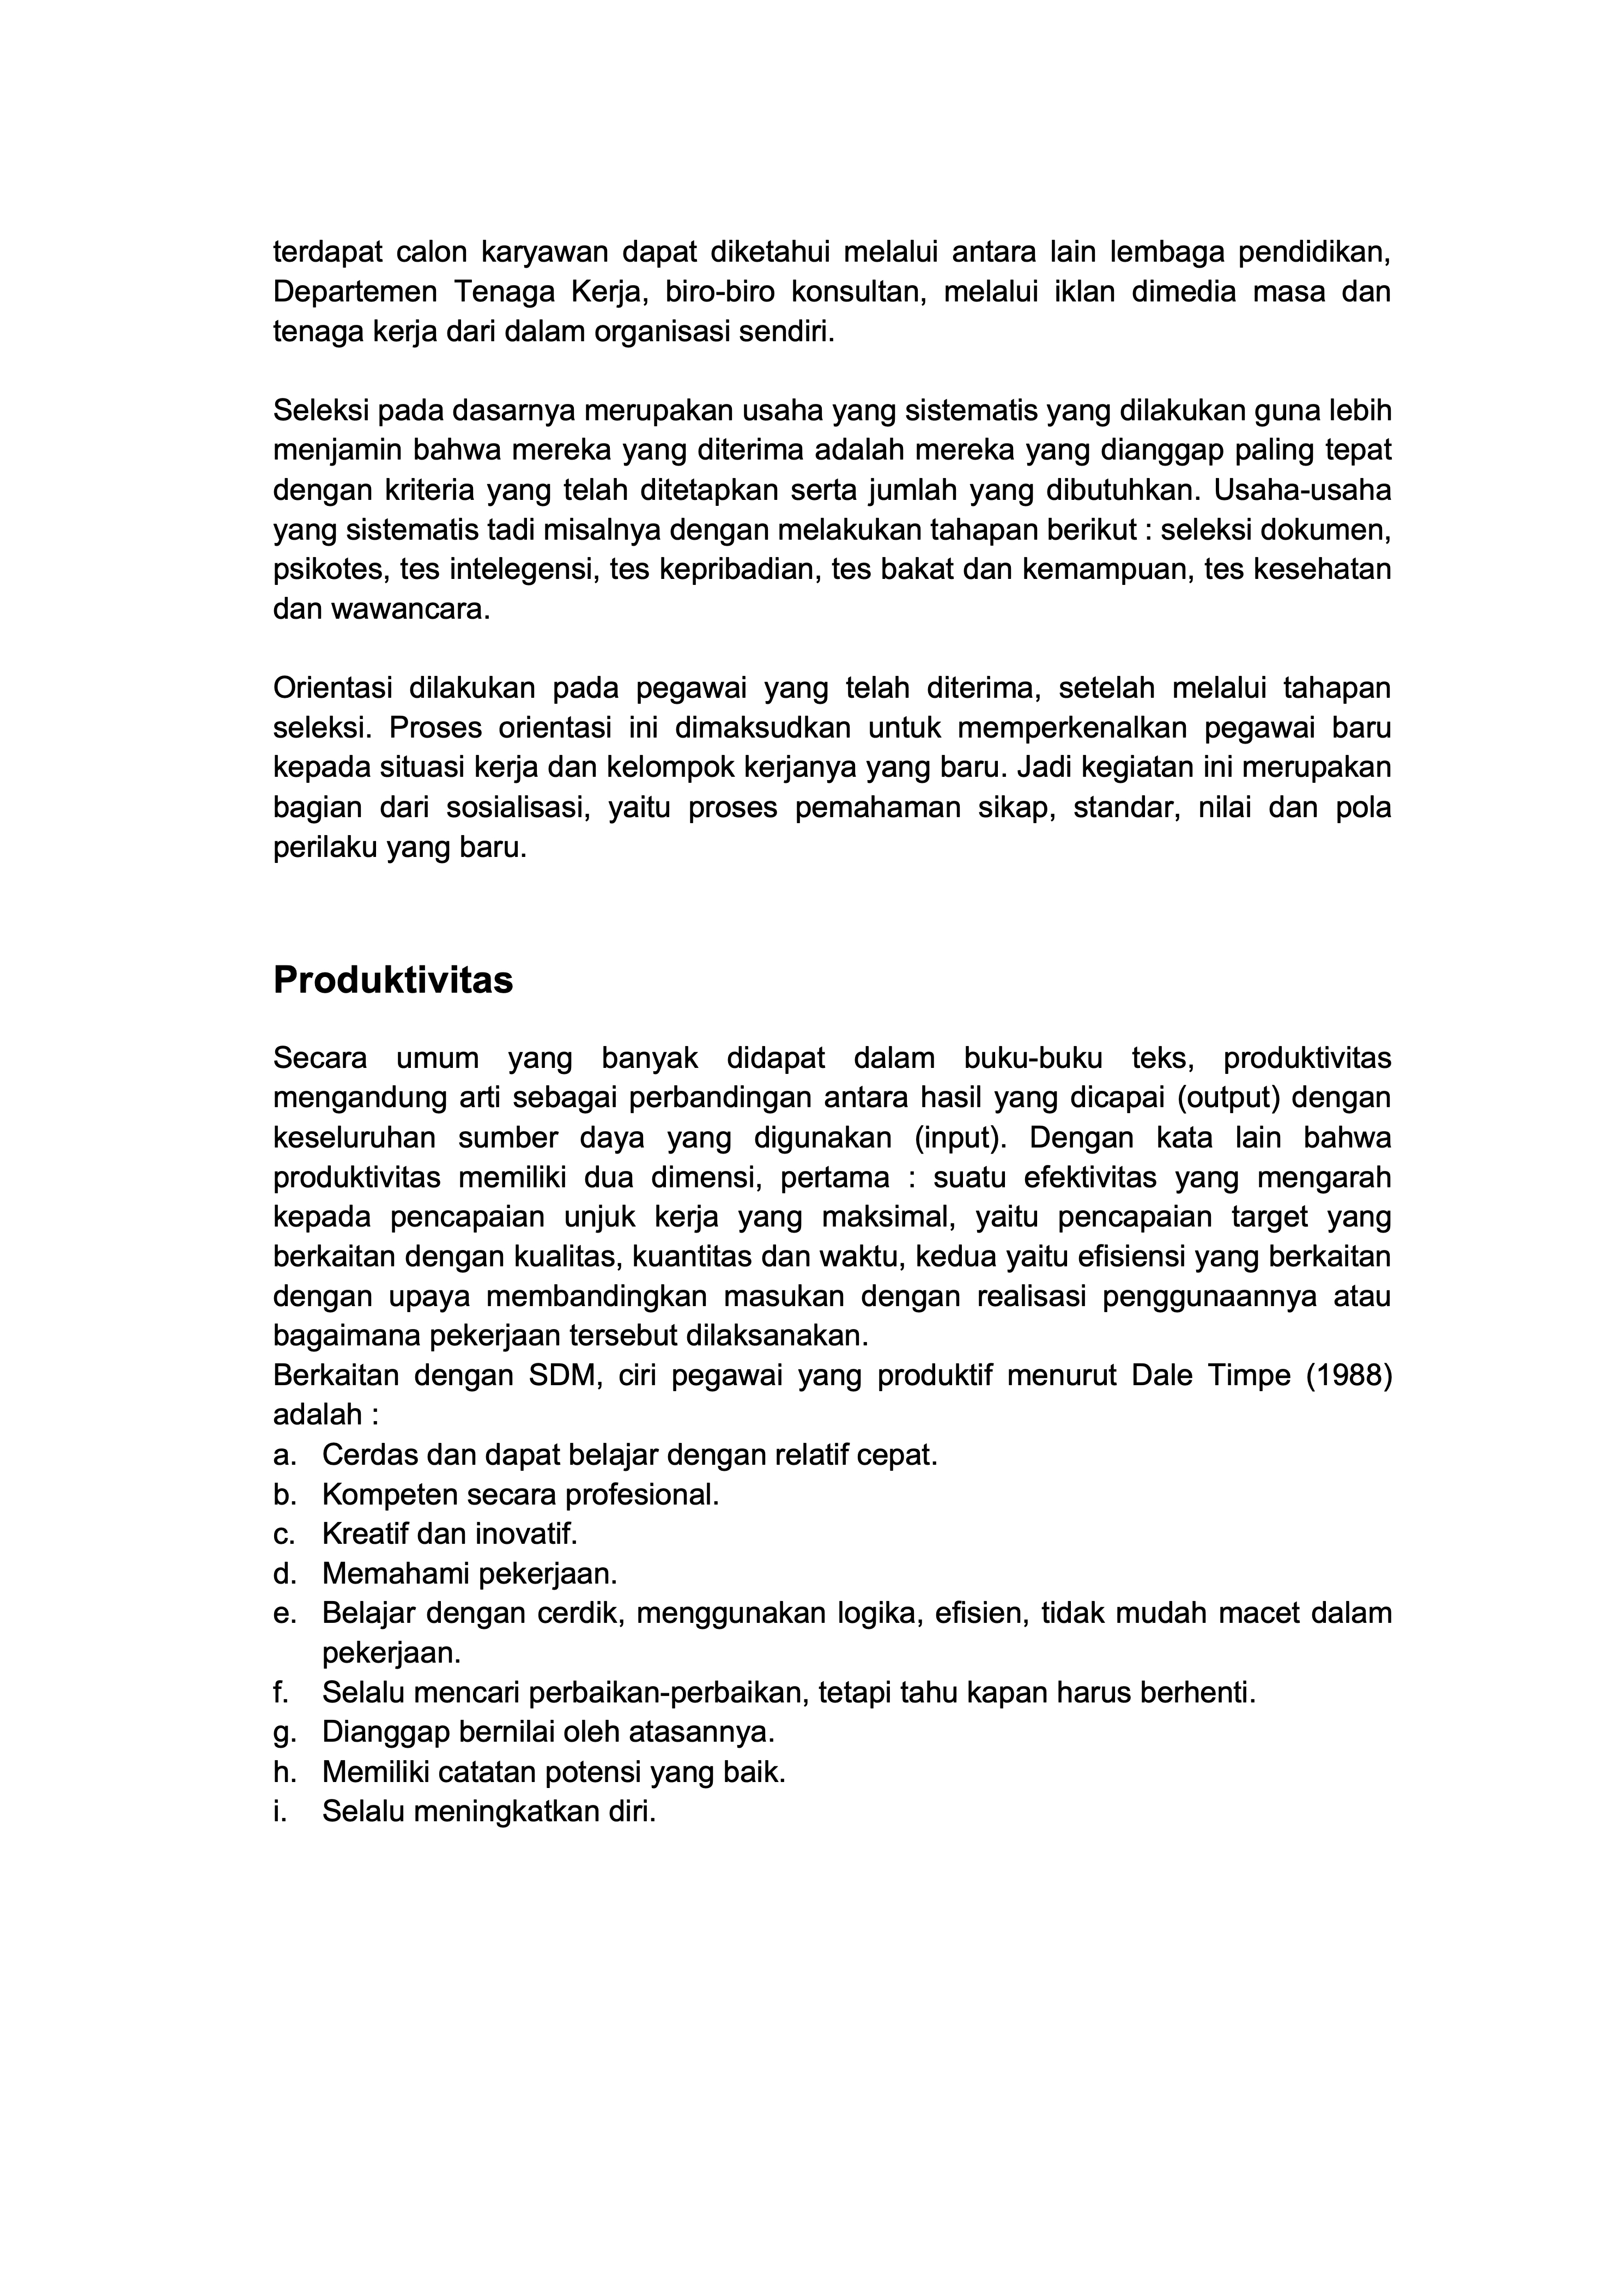 terdapat calon karyawan dapat diketahui melalui antara lain lembaga pendidikan,
Departemen Tenaga Kerja, biro-biro konsultan, melalui iklan dimedia masa dan
tenaga kerja dari dalam organisasi sendiri.
Seleksi pada dasarnya merupakan usaha yang sistematis yang dilakukan guna lebih
menjamin bahwa mereka yang diterima adalah mereka yang dianggap paling tepat
dengan kriteria yang telah ditetapkan serta jumlah yang dibutuhkan. Usaha-usaha
yang sistematis tadi misalnya dengan melakukan tahapan berikut : seleksi dokumen,
psikotes, tes intelegensi, tes kepribadian, tes bakat dan kemampuan, tes kesehatan
dan wawancara.
Orientasi dilakukan pada pegawai yang telah diterima, setelah melalui tahapan
seleksi. Proses orientasi ini dimaksudkan untuk memperkenalkan pegawai baru
kepada situasi kerja dan kelompok kerjanya yang baru. Jadi kegiatan ini merupakan
bagian dari sosialisasi, yaitu proses pemahaman sikap, standar, nilai dan pola
perilaku yang baru.
Produktivitas
Secara umum yang banyak didapat dalam buku-buku teks, produktivitas
mengandung arti sebagai perbandingan antara hasil yang dicapai (output) dengan
keseluruhan sumber daya yang digunakan (input). Dengan kata lain bahwa
produktivitas memiliki dua dimensi, pertama : suatu efektivitas yang mengarah
kepada pencapaian unjuk kerja yang maksimal, yaitu pencapaian target yang
berkaitan dengan kualitas, kuantitas dan waktu, kedua yaitu efisiensi yang berkaitan
dengan upaya membandingkan masukan dengan realisasi penggunaannya atau
bagaimana pekerjaan tersebut dilaksanakan.
Berkaitan dengan SDM, ciri pegawai yang produktif menurut Dale Timpe (1988)
adalah :
a. Cerdas dan dapat belajar dengan relatif cepat.
b. Kompeten secara profesional.
c. Kreatif dan inovatif.
d. Memahami pekerjaan.
e. Belajar dengan cerdik, menggunakan logika, efisien, tidak mudah macet dalam
pekerjaan.
f. Selalu mencari perbaikan-perbaikan, tetapi tahu kapan harus berhenti.
g. Dianggap bernilai oleh atasannya.
h. Memiliki catatan potensi yang baik.
i. Selalu meningkatkan diri.